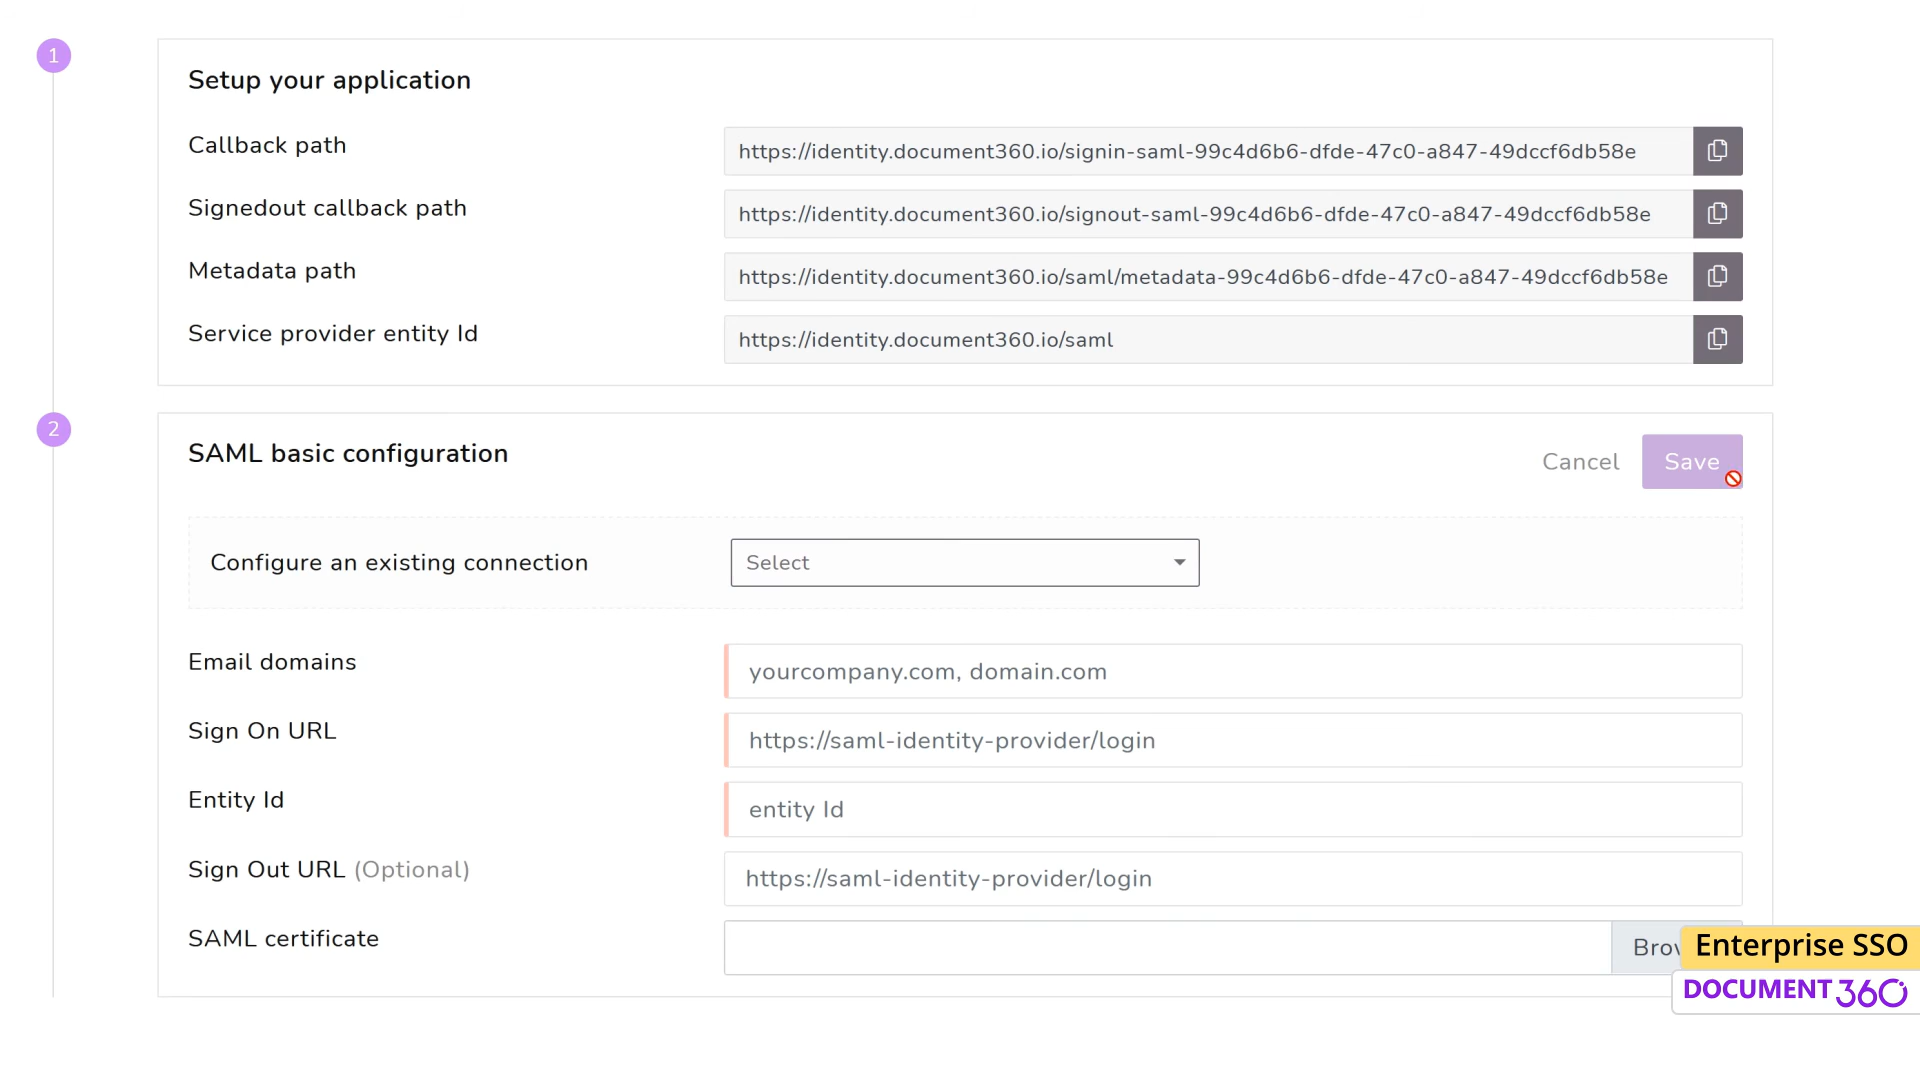 1
Setup your application
Callback path
https://identity.document360.io/signin-saml-99c4d6b6-dfde-47c0-a847-49dccf6db58e
Signedout callback path
https://identity.document360.io/signout-saml-99c4d6b6-dfde-47c0-a847-49dccf6db58e
Metadata path
https://identity.document360.io/saml/metadata-99c4d6b6-dfde-47c0-a847-49dccf6db58e
Service provider entity Id
https://identity.document360.io/saml
2
SAML basic configuration
Cancel
Save
Configure an existing connection
Select
Email domains
yourcompany.com, domain.com
Sign On URL
https://saml-identity-provider/login
Entity Id
entity Id
Sign Out URL (Optional)
https://saml-identity-provider/login
SAML certificate
Enterprise SSO
DOCUMENT360